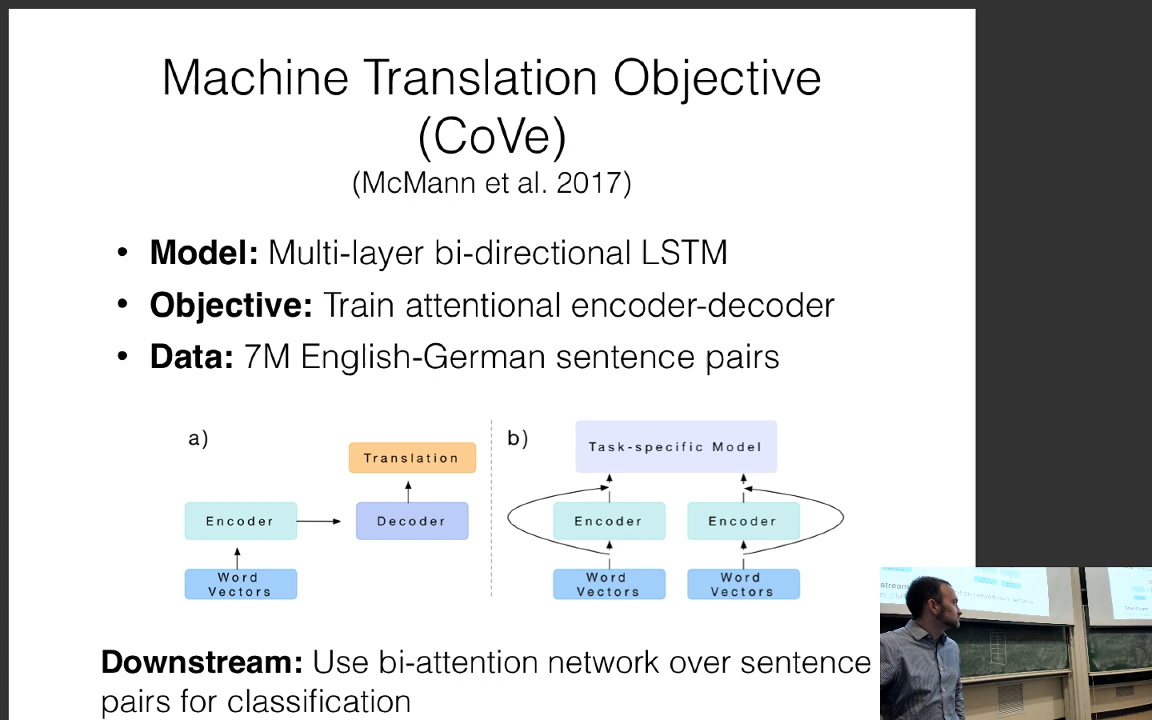 Machine Translation Objective
(CoVe)
(McMann et al. 2017)
• Model: Multi-layer bi-directional LSTM
• Objective: Train attentional encoder-decoder
• Data: 7M English-German sentence pairs
a)
Translation
Encoder
Decoder
Word
Vectors
b)
Task-specific Model
Encoder
Encoder
Word
Vectors
Word
Vectors
Downstream: Use bi-attention network over sentence
pairs for classification